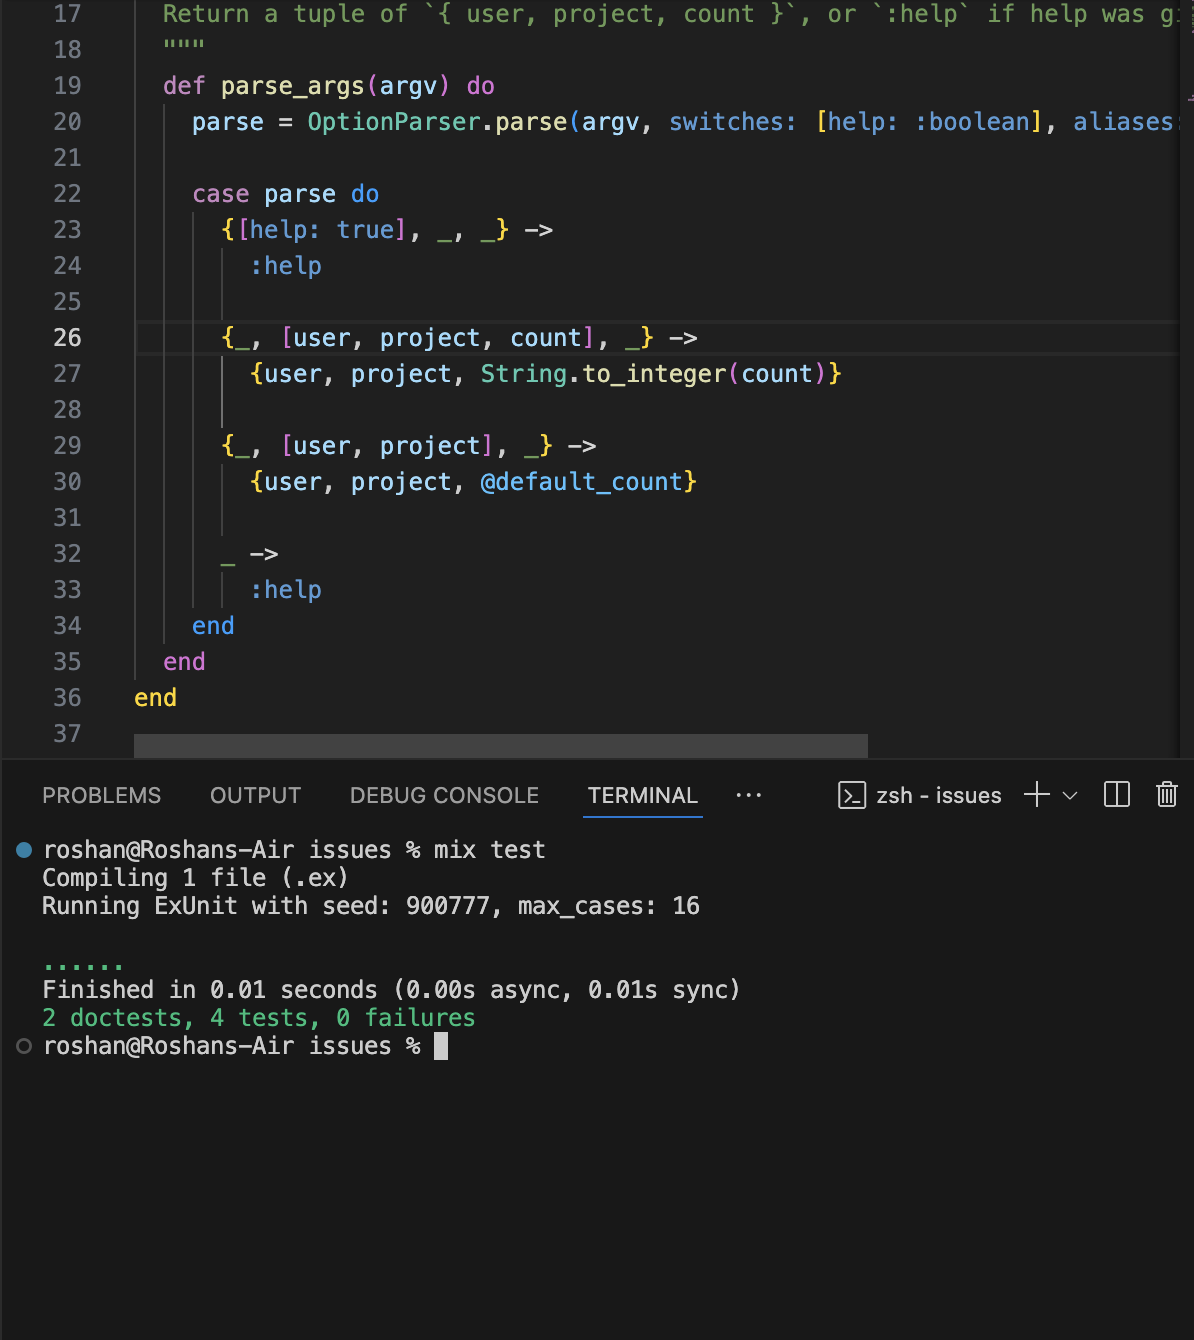 17 Return a tuple of `{ user, project, count }`, or `:help` if help was
18 """
19 def parse_args(argv) do
20 parse = OptionParser.parse(argv, switches: [help: :boolean], aliases:
21
22 case parse do
23 {[help: true], _, _} ->
24 :help
25
26 {_, [user, project, count], _} ->
27 {user, project, String.to_integer(count)}
28
29 {_, [user, project], _} ->
30 {user, project, @default_count}
31
32 _ ->
33 :help
34 end
35 end
36 end
37
PROBLEMS OUTPUT DEBUG CONSOLE TERMINAL ··· zsh - issues
roshan@Roshans-Air issues % mix test
Compiling 1 file (.ex)
Running ExUnit with seed: 900777, max_cases: 16
......
Finished in 0.01 seconds (0.00s async, 0.01s sync)
2 doctests, 4 tests, 0 failures
roshan@Roshans-Air issues %